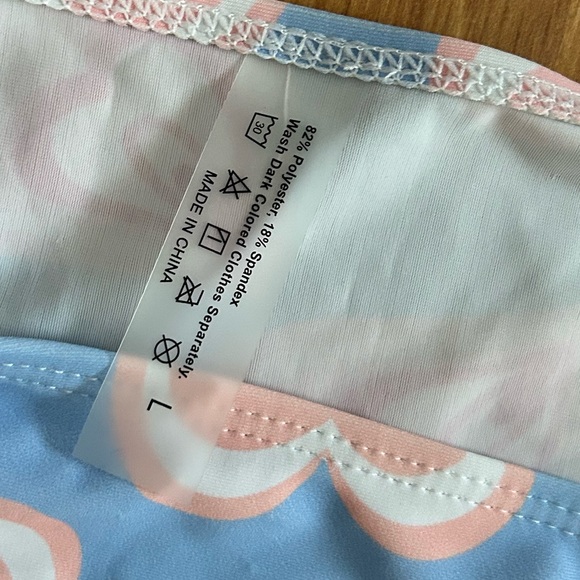 82% Polyester, 18% Spandex
Wash Dark Colored Clothes Separately.
30
MADE IN CHINA
L